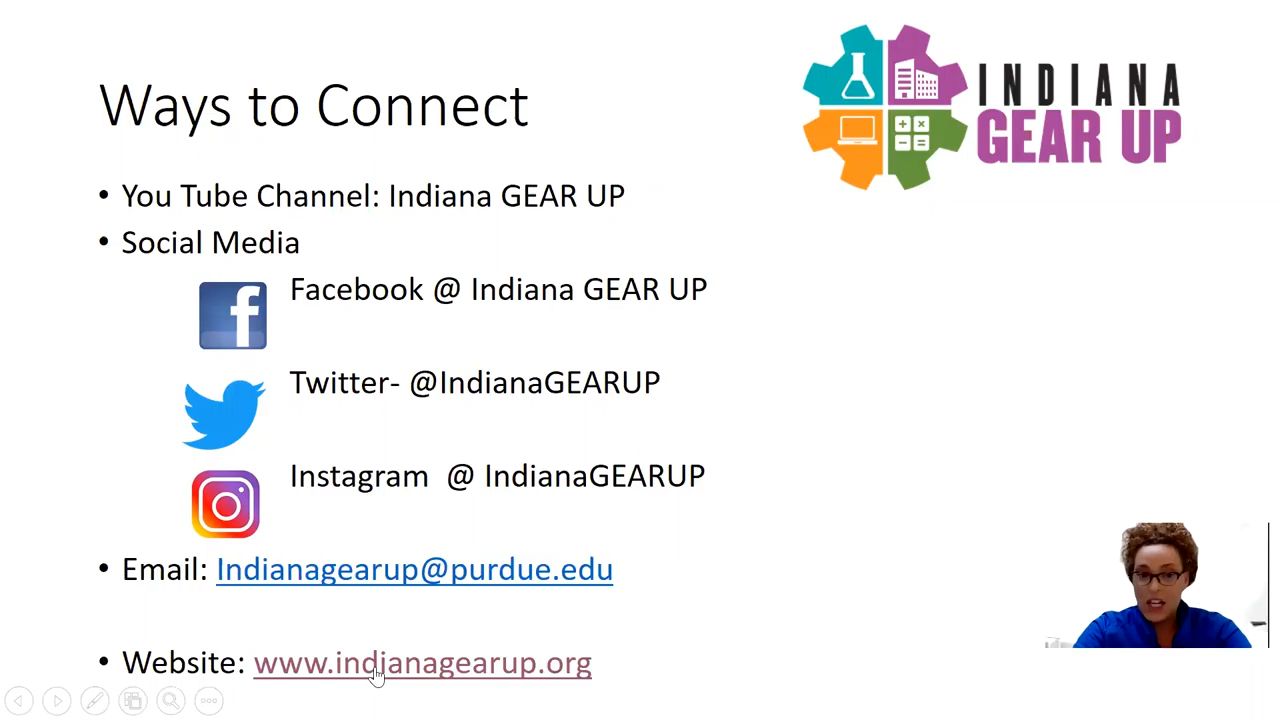 Ways to Connect
INDIANA
GEAR UP
• You Tube Channel: Indiana GEAR UP
• Social Media
Facebook @ Indiana GEAR UP
Twitter- @IndianaGEARUP
Instagram @ IndianaGEARUP
• Email: Indianagearup@purdue.edu
• Website: www.indianagearup.org